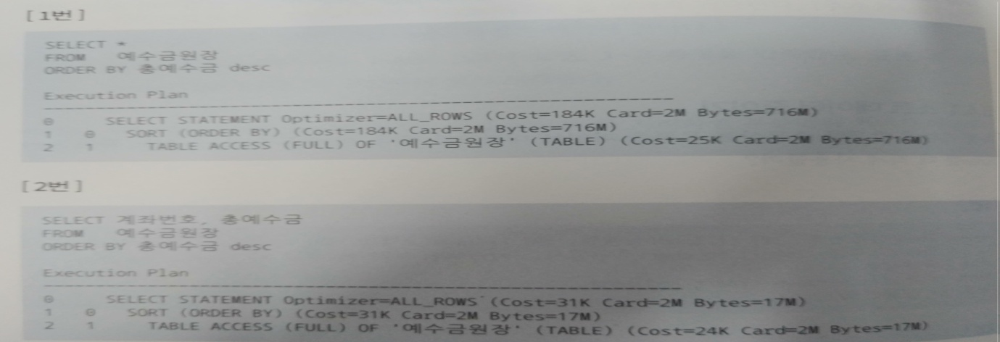 [ 1번 ]
SELECT *
FROM 예수금원장
ORDER BY 총예수금 desc
Execution Plan
0 SELECT STATEMENT Optimizer=ALL_ROWS (Cost=184K Card=2M Bytes=716M)
1 0 SORT (ORDER BY) (Cost=184K Card=2M Bytes=716M)
2 1 TABLE ACCESS (FULL) OF '예수금원장' (TABLE) (Cost=25K Card=2M Bytes=716M)
[ 2번 ]
SELECT 계좌번호, 총예수금
FROM 예수금원장
ORDER BY 총예수금 desc
Execution Plan
0 SELECT STATEMENT Optimizer=ALL_ROWS (Cost=31K Card=2M Bytes=17M)
1 0 SORT (ORDER BY) (Cost=31K Card=2M Bytes=17M)
2 1 TABLE ACCESS (FULL) OF '예수금원장' (TABLE) (Cost=24K Card=2M Bytes=17M)